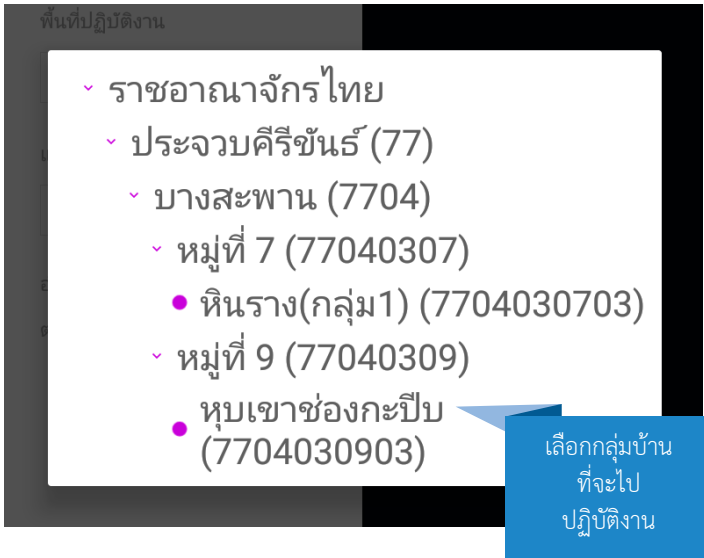 พื้นที่ปฏิบัติงาน
ราชอาณาจักรไทย
ประจวบคีรีขันธ์ (77)
บางสะพาน (7704)
หมู่ที่ 7 (77040307)
หินราง(กลุ่ม1) (7704030703)
หมู่ที่ 9 (77040309)
หุบเขาช่องกะปีบ
(7704030903)
เลือกกลุ่มบ้าน
ที่จะไป
ปฏิบัติงาน